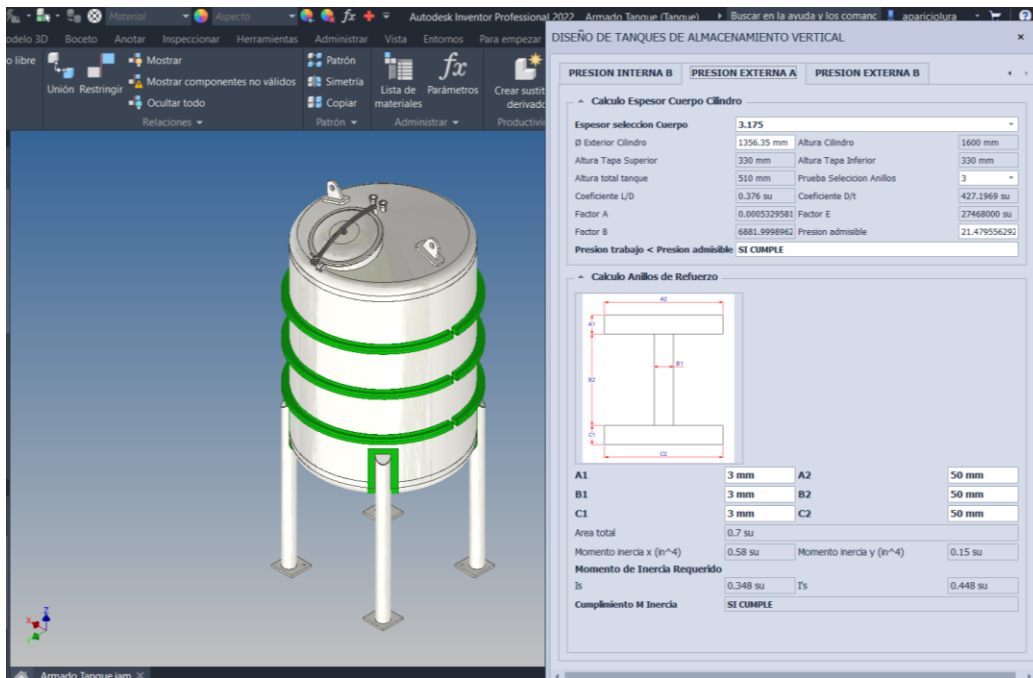 Material
Aspecto
Autodesk Inventor Professional 2022 Armado Tanque (Tanque)
Buscar en la ayuda y los comanc
apariciolura
odelo 3D Boceto Anotar Inspeccionar Herramientas Administrar Vista Entornos Para empezar
o libre
Unión Restringir
Mostrar
Mostrar componentes no válidos
Ocultar todo
Relaciones
Patrón
Simetría
Copiar
Patrón
Lista de materiales
fx
Parámetros
Administrar
Crear sustit
derivado
Productivi
DISEÑO DE TANQUES DE ALMACENAMIENTO VERTICAL
PRESION INTERNA B PRESION EXTERNA A PRESION EXTERNA B
Calculo Espesor Cuerpo Cilindro
Espesor seleccion Cuerpo 3.175
Ø Exterior Cilindro 1356.35 mm Altura Cilindro 1600 mm
Altura Tapa Superior 330 mm Altura Tapa Inferior 330 mm
Altura total tanque 510 mm Prueba Selecicion Anillos 3
Coeficiente L/D 0.376 su Coeficiente D/t 427.1969 su
Factor A 0.0005329581 Factor E 27468000 su
Factor B 6881.9998962 Presion admisible 21.479556292
Presion trabajo < Presion admisible SI CUMPLE
Calculo Anillos de Refuerzo
A2
A1
B1
B2
C1
C2
A1 3 mm A2 50 mm
B1 3 mm B2 50 mm
C1 3 mm C2 50 mm
Area total 0.7 su
Momento inercia x (in^4) 0.58 su Momento inercia y (in^4) 0.15 su
Momento de Inercia Requerido
Is 0.348 su I's 0.448 su
Cumplimiento M Inercia SI CUMPLE
x
z
Armado Tanque.iam